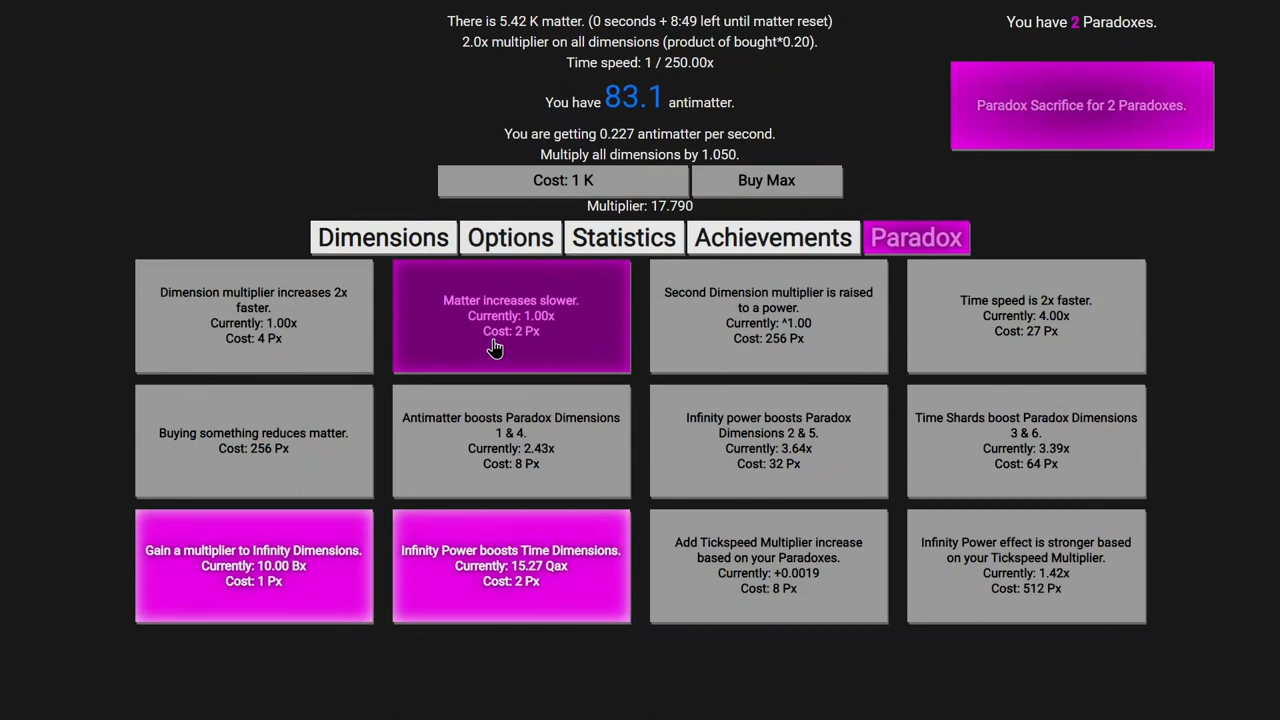 There is 5.42 K matter. (0 seconds + 8:49 left until matter reset)
You have 2 Paradoxes.
2.0x multiplier on all dimensions (product of bought*0.20).
Time speed: 1 / 250.00x
You have 83.1 antimatter.
Paradox Sacrifice for 2 Paradoxes.
You are getting 0.227 antimatter per second.
Multiply all dimensions by 1.050.
Cost: 1 K
Buy Max
Multiplier: 17.790
Dimensions
Options
Statistics
Achievements
Paradox
Dimension multiplier increases 2x
faster.
Currently: 1.00x
Cost: 4 Px
Matter increases slower.
Currently: 1.00x
Cost: 2 Px
Second Dimension multiplier is raised
to a power.
Currently: ^1.00
Cost: 256 Px
Time speed is 2x faster.
Currently: 4.00x
Cost: 27 Px
Buying something reduces matter.
Cost: 256 Px
Antimatter boosts Paradox Dimensions
1 & 4.
Currently: 2.43x
Cost: 8 Px
Infinity power boosts Paradox
Dimensions 2 & 5.
Currently: 3.64x
Cost: 32 Px
Time Shards boost Paradox Dimensions
3 & 6.
Currently: 3.39x
Cost: 64 Px
Gain a multiplier to Infinity Dimensions.
Currently: 10.00 Bx
Cost: 1 Px
Infinity Power boosts Time Dimensions.
Currently: 15.27 Qax
Cost: 2 Px
Add Tickspeed Multiplier increase
based on your Paradoxes.
Currently: +0.0019
Cost: 8 Px
Infinity Power effect is stronger based
on your Tickspeed Multiplier.
Currently: 1.42x
Cost: 512 Px